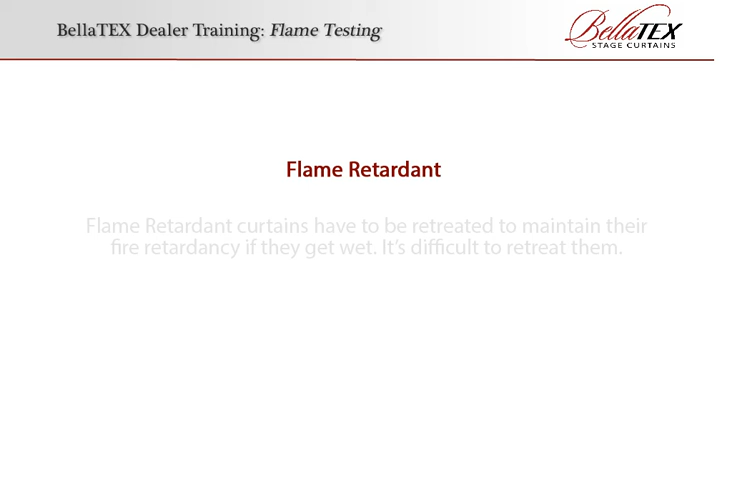 BellaTEX Dealer Training: Flame Testing
BellaTEX
STAGE CURTAINS
Flame Retardant
Flame Retardant curtains have to be retreated to maintain their
fire retardancy if they get wet. It's difficult to retreat them.